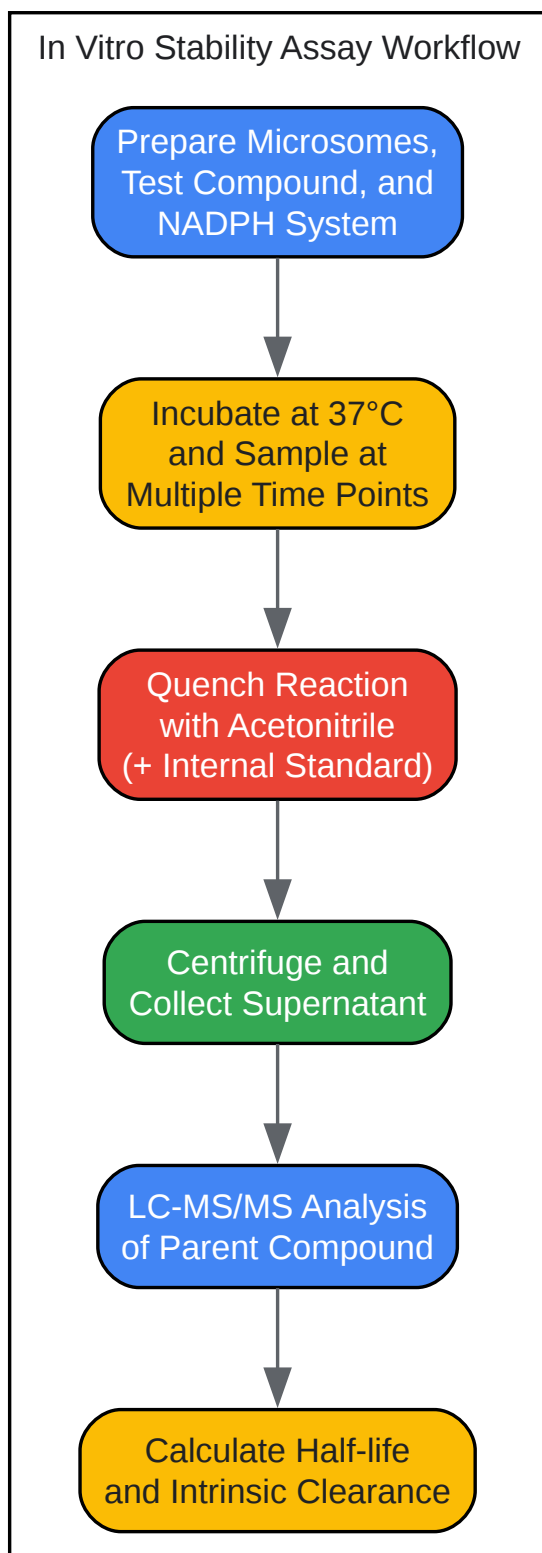 In Vitro Stability Assay Workflow
Prepare Microsomes,
Test Compound, and
NADPH System
Incubate at 37°C
and Sample at
Multiple Time Points
Quench Reaction
with Acetonitrile
(+ Internal Standard)
Centrifuge and
Collect Supernatant
LC-MS/MS Analysis
of Parent Compound
Calculate Half-life
and Intrinsic Clearance